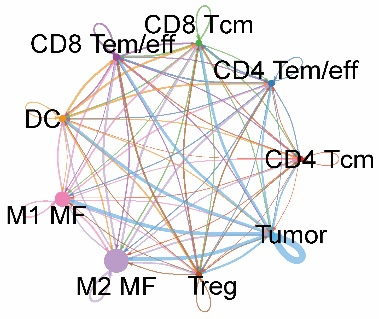 CD8 Tcm
CD8 Tem/eff
CD4 Tem/eff
DC
CD4 Tcm
M1 MF
Tumor
M2 MF
Treg